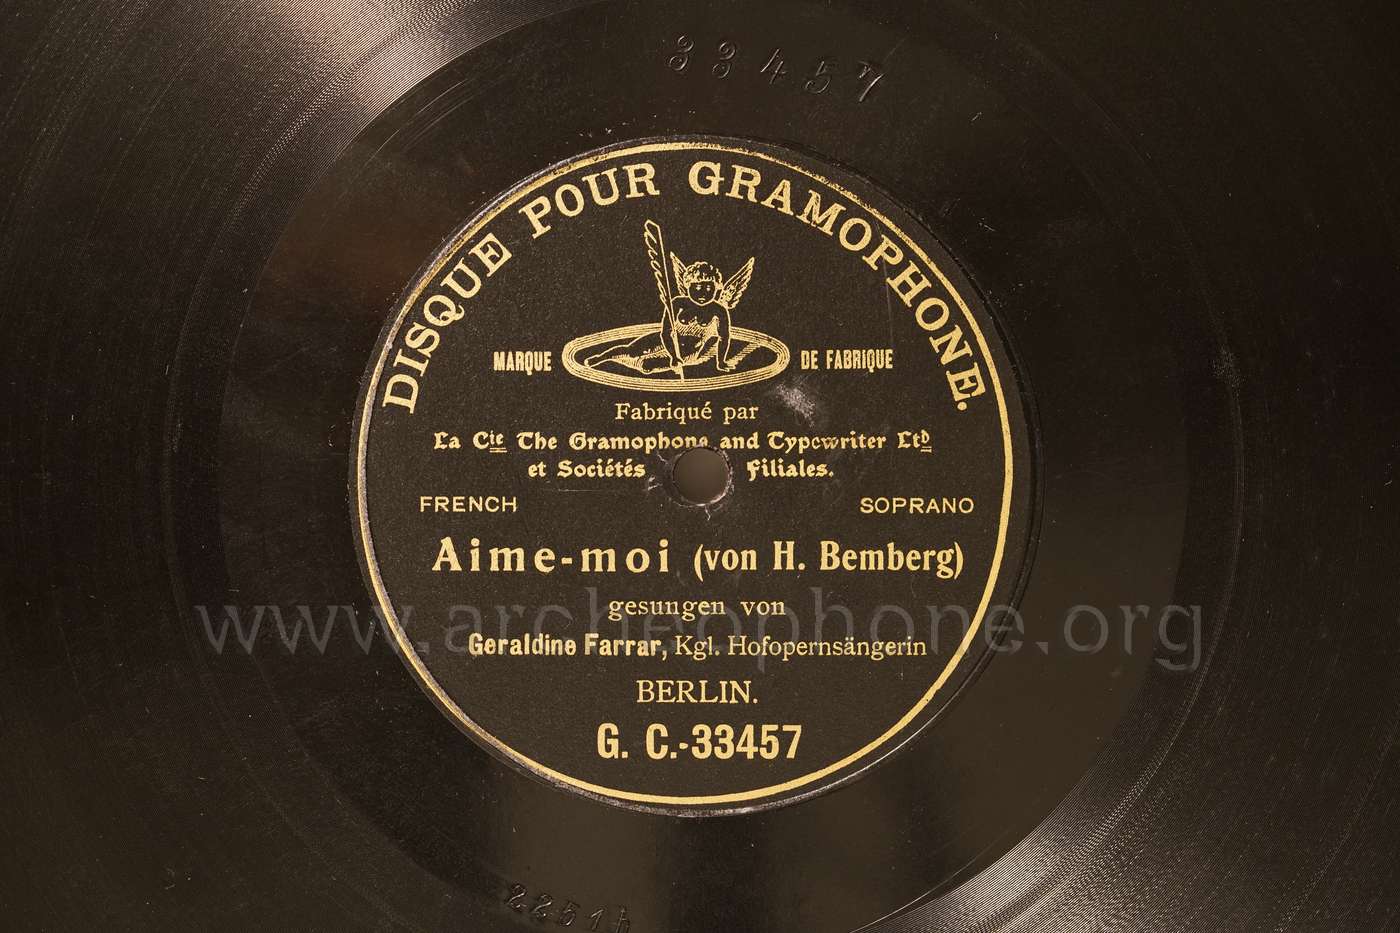 33457
DISQUE POUR GRAMOPHONE.
MARQUE DE FABRIQUE
Fabriqué par
La Cie The Gramophone and Typewriter Ltd
et Sociétés Filiales.
FRENCH SOPRANO
Aime-moi (von H. Bemberg)
www.archeophone.org
gesungen von
Geraldine Farrar, Kgl. Hofopernsängerin
BERLIN.
G. C.-33457
2251h